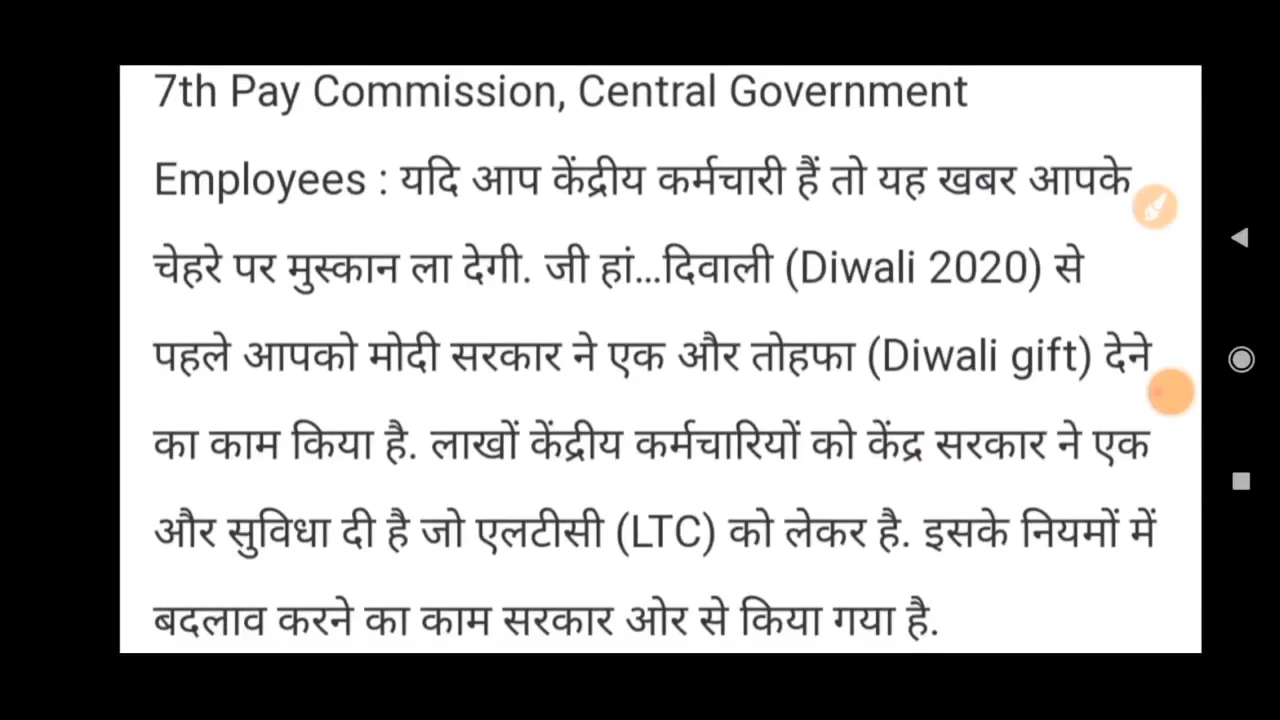 7th Pay Commission, Central Government
Employees : यदि आप केंद्रीय कर्मचारी हैं तो यह खबर आपके
चेहरे पर मुस्कान ला देगी. जी हां...दिवाली (Diwali 2020) से
पहले आपको मोदी सरकार ने एक और तोहफा (Diwali gift) देने
का काम किया है. लाखों केंद्रीय कर्मचारियों को केंद्र सरकार ने एक
और सुविधा दी है जो एलटीसी (LTC) को लेकर है. इसके नियमों में
बदलाव करने का काम सरकार ओर से किया गया है.